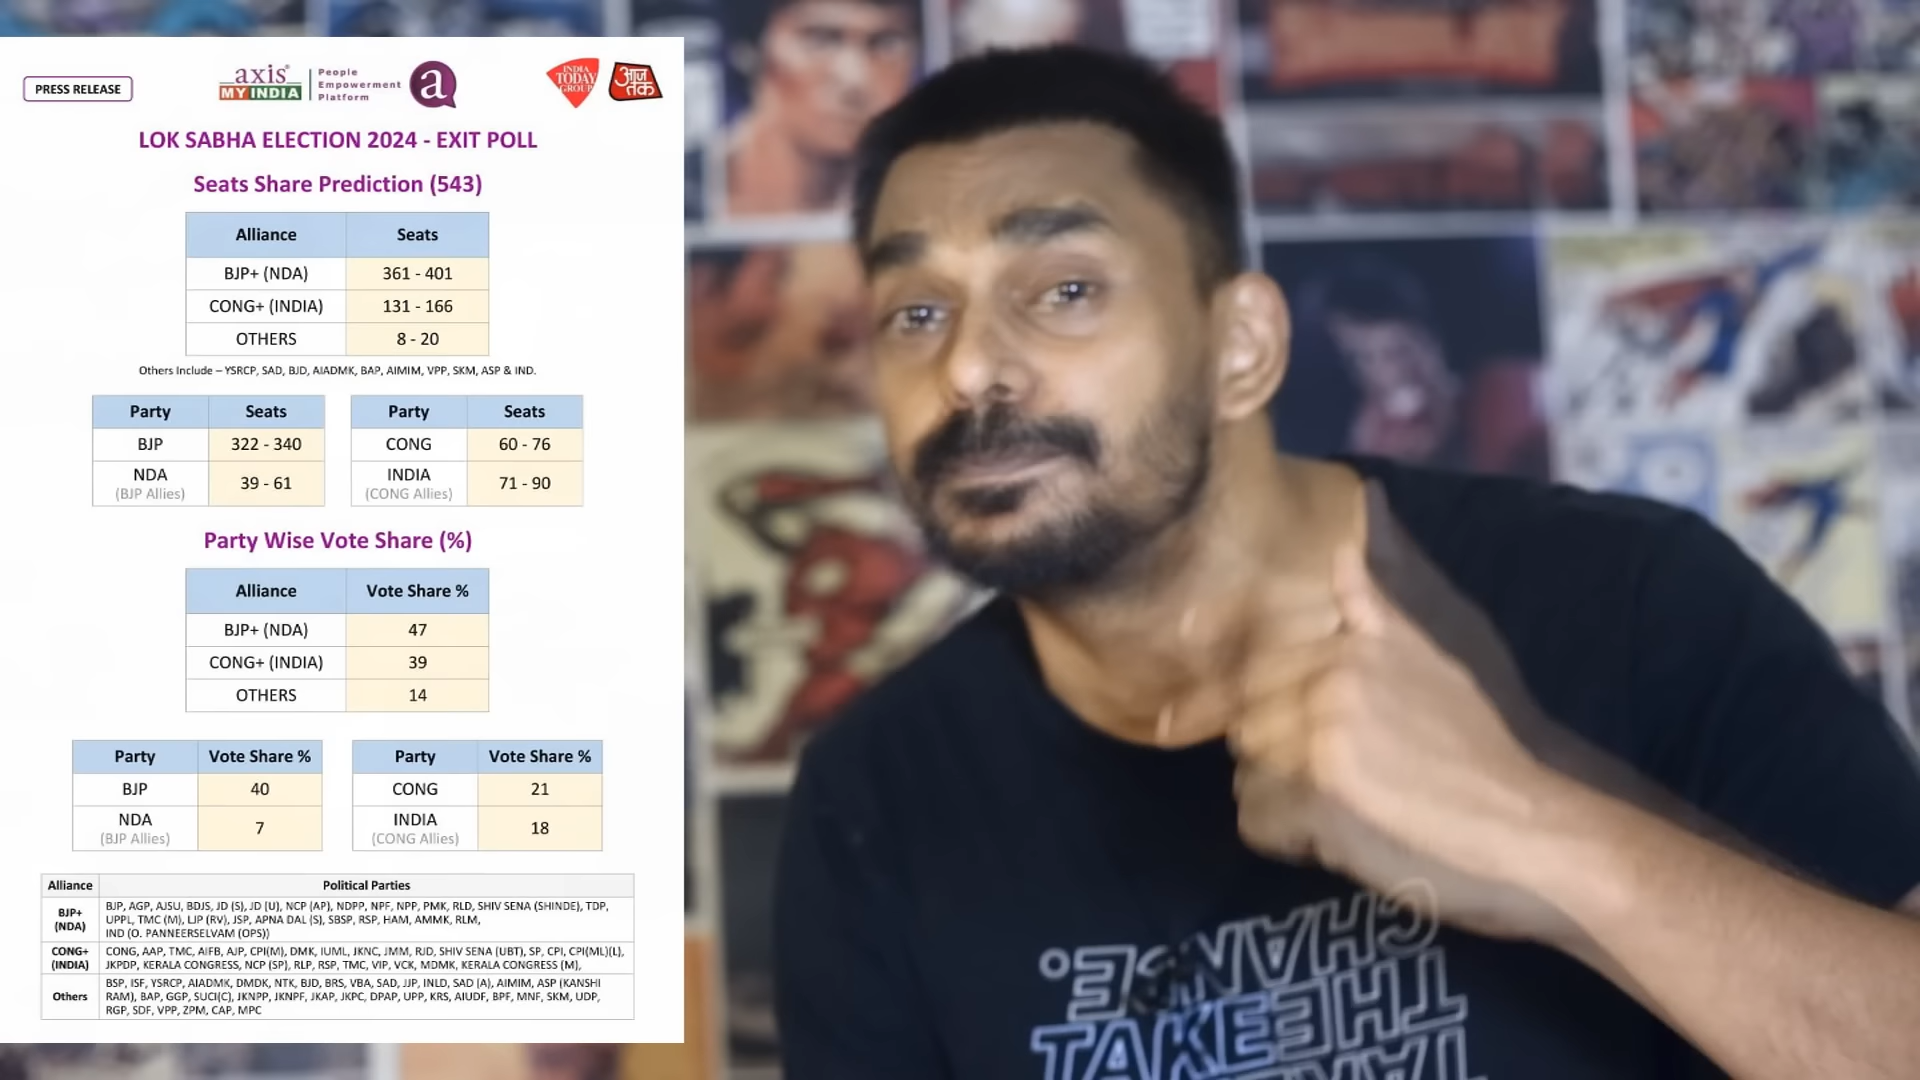 PRESS RELEASE
axis
MY INDIA
People
Empowerment
Platform
a
INDIA
TODAY
GROUP
आज
तक
LOK SABHA ELECTION 2024 - EXIT POLL
Seats Share Prediction (543)
Alliance Seats
BJP+ (NDA) 361 - 401
CONG+ (INDIA) 131 - 166
OTHERS 8 - 20
Others Include – YSRCP, SAD, BJD, AIADMK, BAP, AIMIM, VPP, SKM, ASP & IND.
Party Seats
BJP 322 - 340
NDA
(BJP Allies) 39 - 61
Party Seats
CONG 60 - 76
INDIA
(CONG Allies) 71 - 90
Party Wise Vote Share (%)
Alliance Vote Share %
BJP+ (NDA) 47
CONG+ (INDIA) 39
OTHERS 14
Party Vote Share %
BJP 40
NDA
(BJP Allies) 7
Party Vote Share %
CONG 21
INDIA
(CONG Allies) 18
Alliance Political Parties
BJP+
(NDA)
BJP, AGP, AJSU, BDJS, JD (S), JD (U), NCP (AP), NDPP, NPF, NPP, PMK, RLD, SHIV SENA (SHINDE), TDP,
UPPL, TMC (M), LJP (RV), JSP, APNA DAL (S), SBSP, RSP, HAM, AMMK, RLM,
IND (O. PANNEERSELVAM (OPS))
CONG+
(INDIA)
CONG, AAP, TMC, AIFB, AJP, CPI(M), DMK, IUML, JKNC, JMM, RJD, SHIV SENA (UBT), SP, CPI, CPI(ML)(L),
JKPDP, KERALA CONGRESS, NCP (SP), RLP, RSP, TMC, VIP, VCK, MDMK, KERALA CONGRESS (M),
Others
BSP, ISF, YSRCP, AIADMK, DMDK, NTK, BJD, BRS, VBA, SAD, JJP, INLD, SAD (A), AIMIM, ASP (KANSHI
RAM), BAP, GGP, SUCI(C), JKNPP, JKNPF, JKAP, JKPC, DPAP, UPP, KRS, AIUDF, BPF, MNF, SKM, UDP,
RGP, SDF, VPP, ZPM, CAP, MPC
CHANGE
TAKE THE